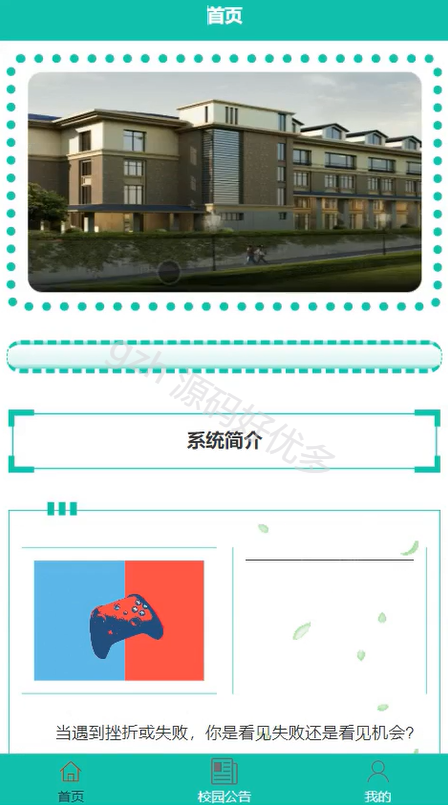 首页
gzh 源码好优多
系统简介
当遇到挫折或失败，你是看见失败还是看见机会?
首页
校园公告
我的